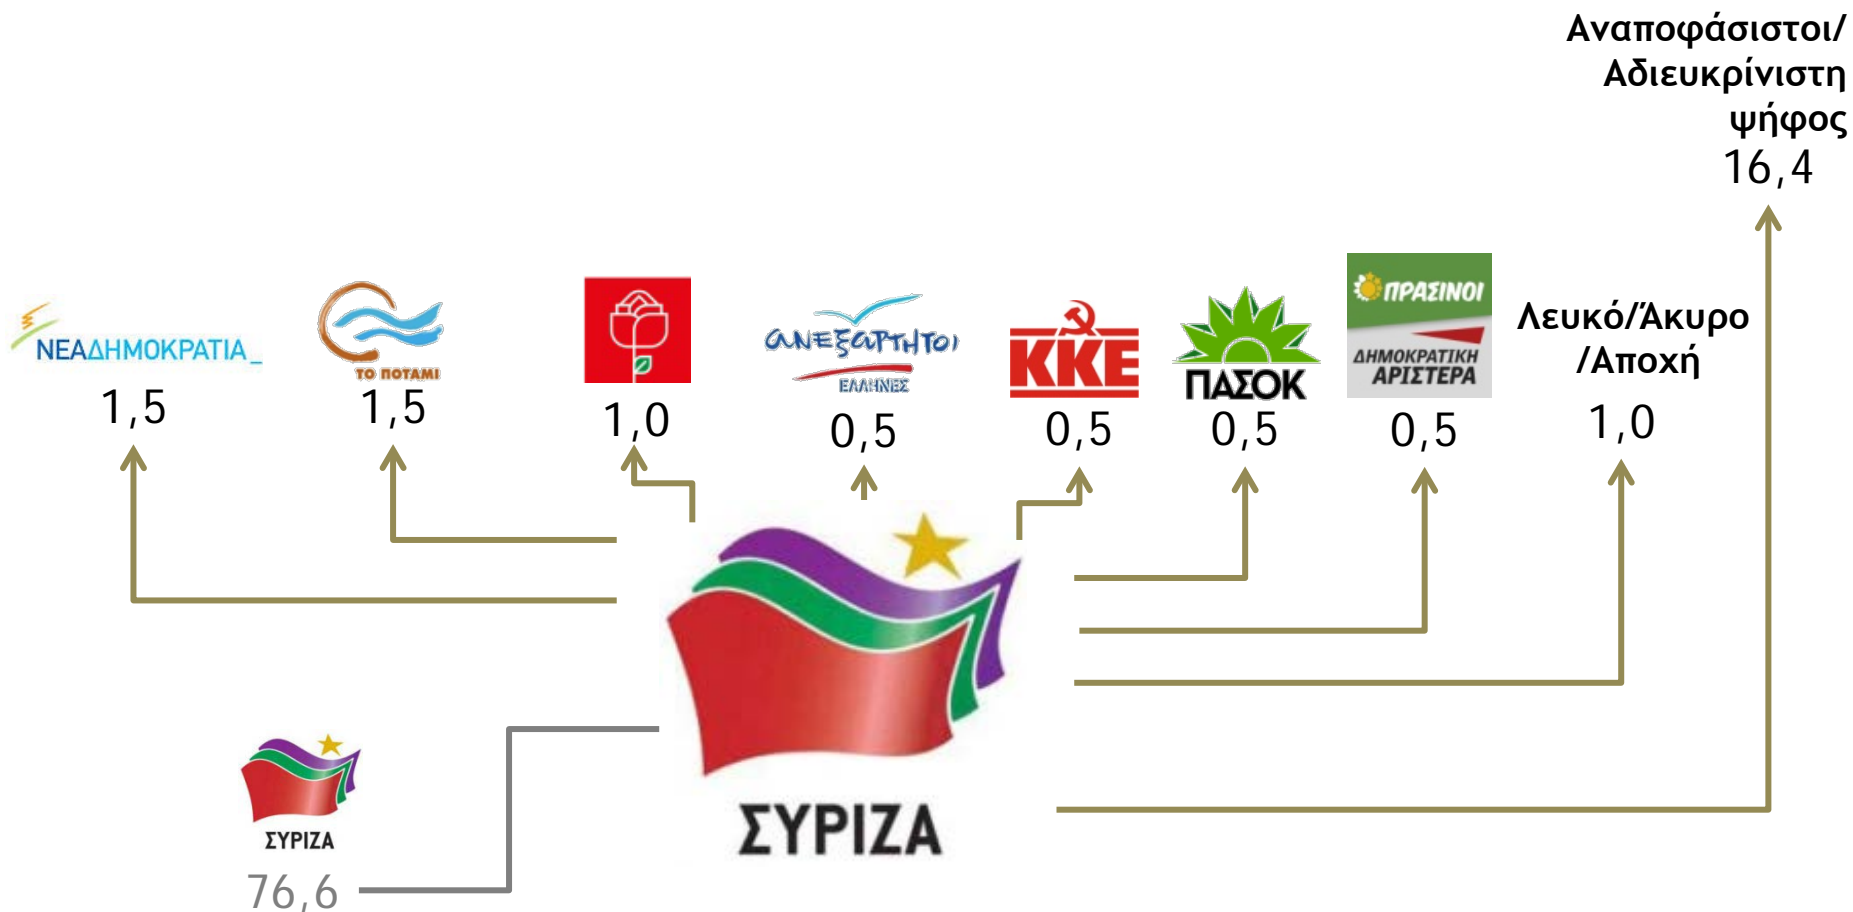 Αναποφάσιστοι/
Αδιευκρίνιστη
ψήφος
16,4
ΝΕΑΔΗΜΟΚΡΑΤΙΑ_
1,5
ΤΟ ΠΟΤΑΜΙ
1,5
1,0
ΑΝΕΞΑΡΤΗΤΟΙ
ΕΛΛΗΝΕΣ
0,5
ΚΚΕ
0,5
ΠΑΣΟΚ
0,5
ΠΡΑΣΙΝΟΙ
ΔΗΜΟΚΡΑΤΙΚΗ
ΑΡΙΣΤΕΡΑ
0,5
Λευκό/Άκυρο
/Αποχή
1,0
ΣΥΡΙΖΑ
76,6
ΣΥΡΙΖΑ